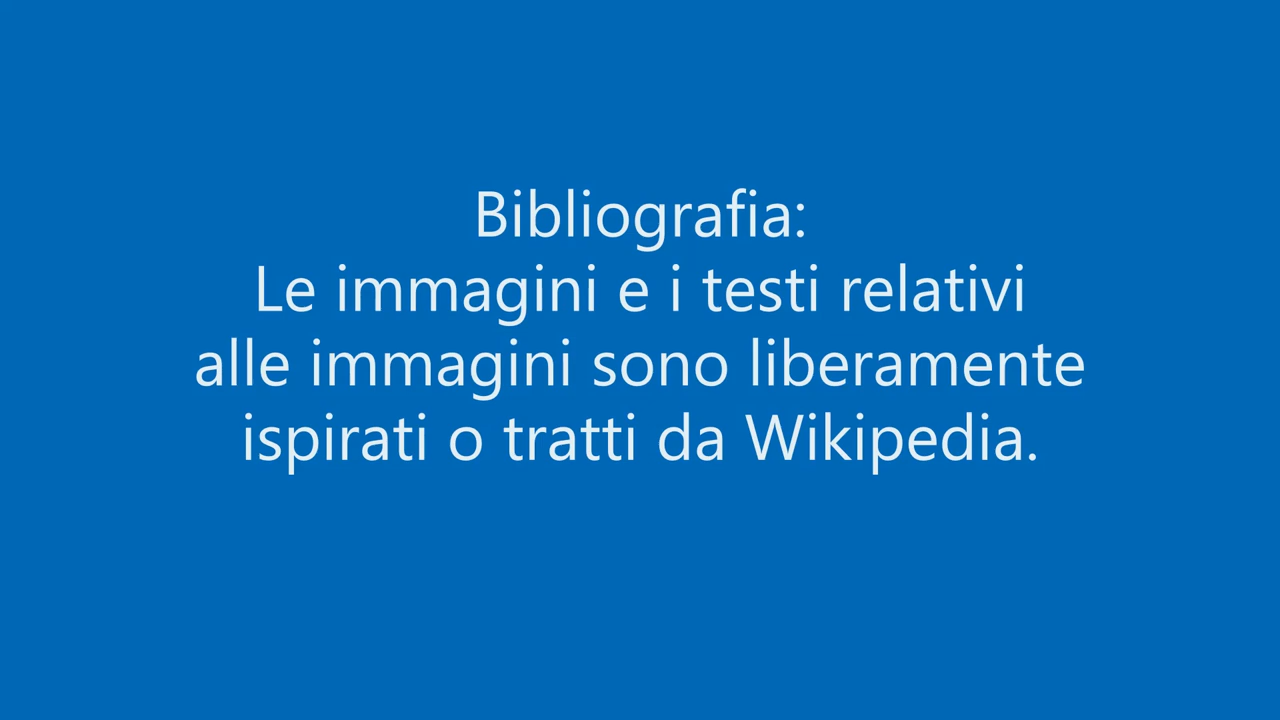 Bibliografia:
Le immagini e i testi relativi
alle immagini sono liberamente
ispirati o tratti da Wikipedia.